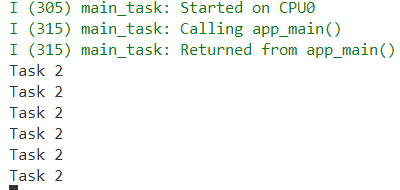 I (305) main_task: Started on CPU0
I (315) main_task: Calling app_main()
I (315) main_task: Returned from app_main()
Task 2
Task 2
Task 2
Task 2
Task 2
Task 2